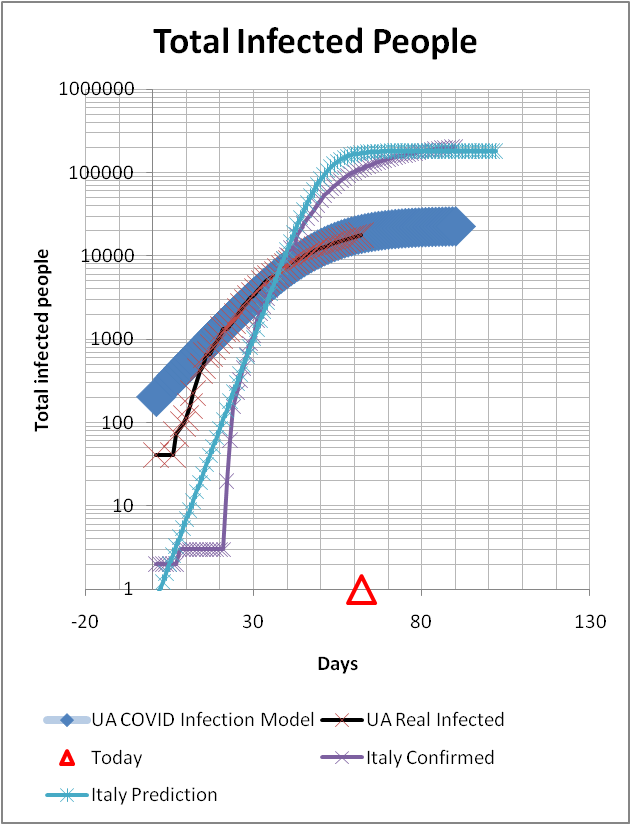 Total Infected People
1000000
100000
10000
1000
100
10
1
Total infected people
-20 30 80 130
Days
UA COVID Infection Model UA Real Infected
Today Italy Confirmed
Italy Prediction